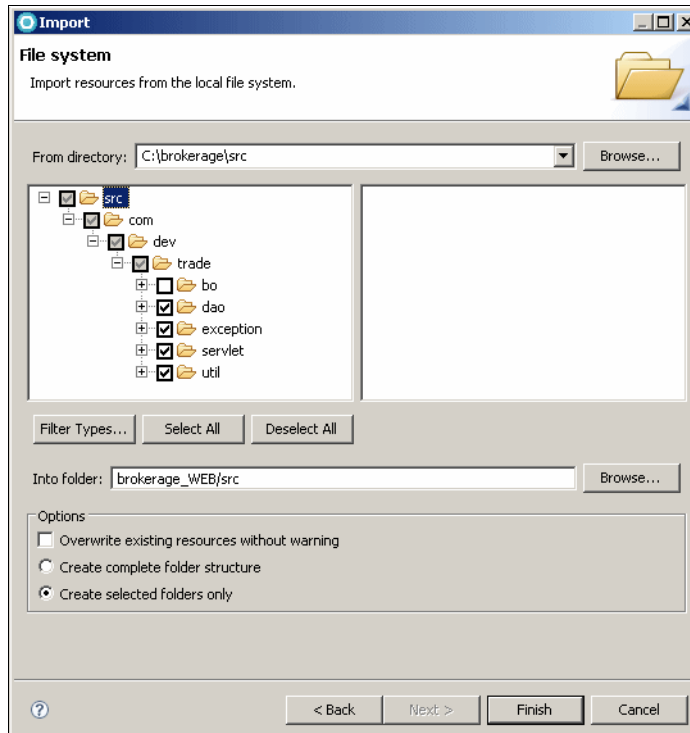 Import
File system
Import resources from the local file system.
From directory: C:\brokerage\src Browse...
src
com
dev
trade
bo
dao
exception
servlet
util
Filter Types... Select All Deselect All
Into folder: brokerage_WEB/src Browse...
Options
Overwrite existing resources without warning
Create complete folder structure
Create selected folders only
? < Back Next > Finish Cancel